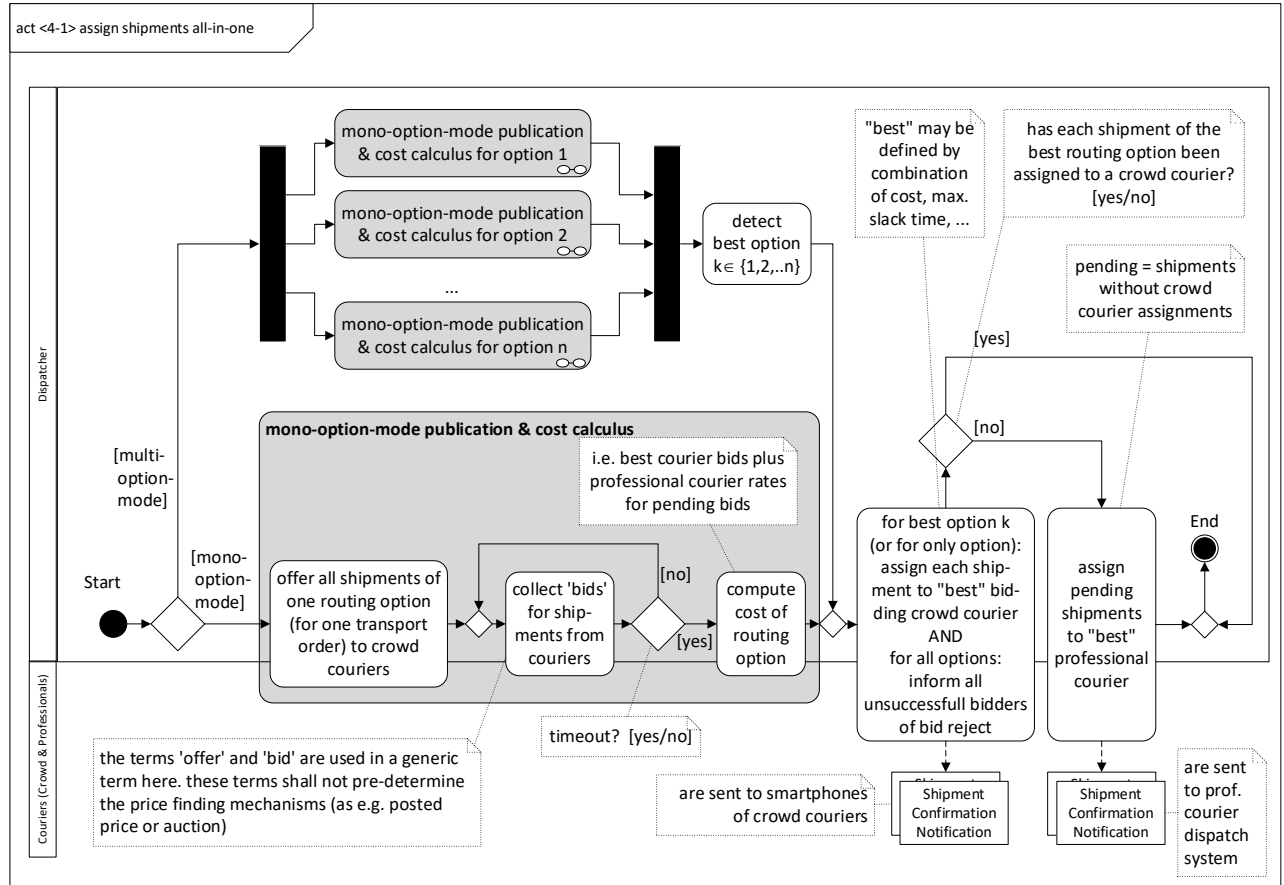 act <4-1> assign shipments all-in-one
Dispatcher
Couriers (Crowd & Professionals)
mono-option-mode publication
& cost calculus for option 1
mono-option-mode publication
& cost calculus for option 2
...
mono-option-mode publication
& cost calculus for option n
detect
best option
k∈ {1,2,..n}
"best" may be
defined by
combination
of cost, max.
slack time, ...
has each shipment of the
best routing option been
assigned to a crowd courier?
[yes/no]
pending = shipments
without crowd
courier assignments
[yes]
[no]
[multi-
option-
mode]
[mono-
option-
mode]
Start
mono-option-mode publication & cost calculus
i.e. best courier bids plus
professional courier rates
for pending bids
offer all shipments of
one routing option
(for one transport
order) to crowd
couriers
collect 'bids'
for ship-
ments from
couriers
[no]
[yes]
compute
cost of
routing
option
for best option k
(or for only option):
assign each ship-
ment to "best" bid-
ding crowd courier
AND
for all options:
inform all
unsuccessfull bidders
of bid reject
assign
pending
shipments
to "best"
professional
courier
End
timeout?  [yes/no]
the terms 'offer' and 'bid' are used in a generic
term here. these terms shall not pre-determine
the price finding mechanisms (as e.g. posted
price or auction)
are sent to smartphones
of crowd couriers
Shipment
Confirmation
Notification
Shipment
Confirmation
Notification
are sent
to prof.
courier
dispatch
system